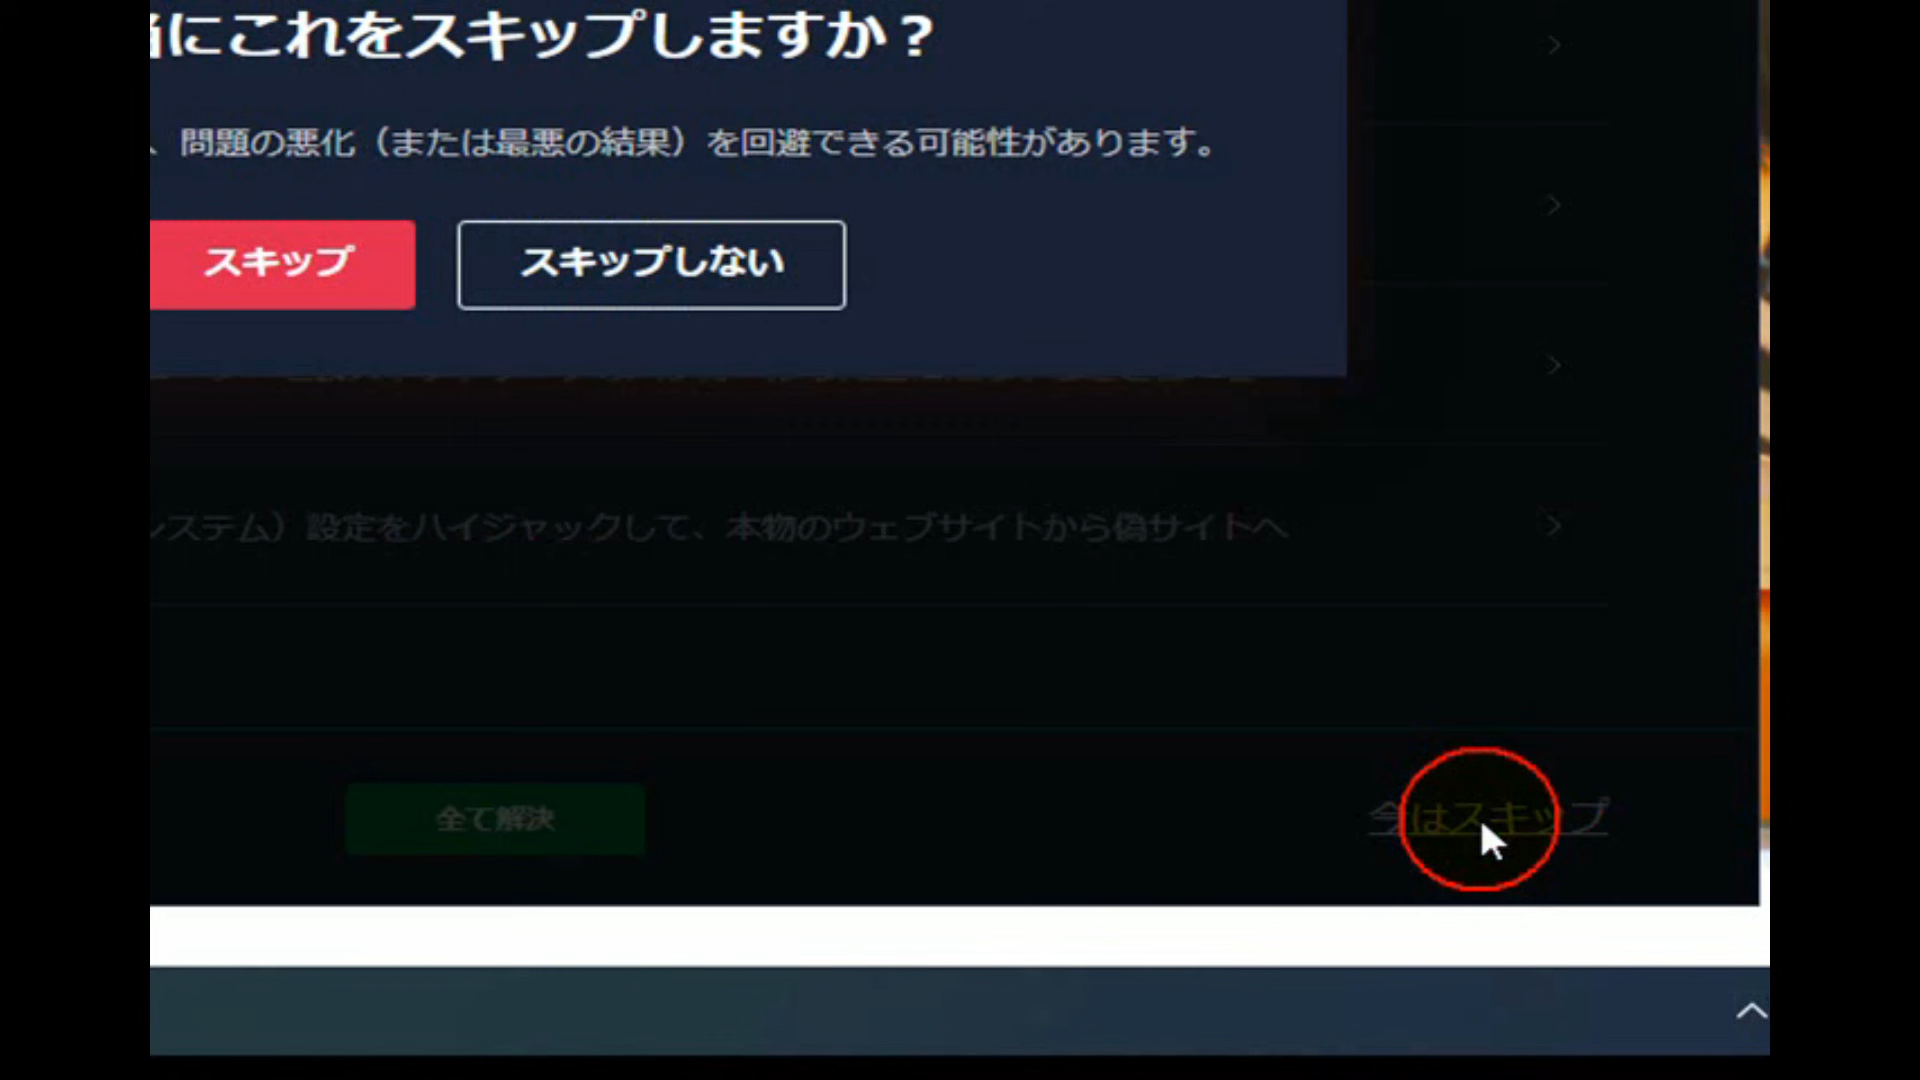 にこれをスキップしますか？
、問題の悪化（または最悪の結果）を回避できる可能性があります。
スキップ
スキップしない
システム）設定をハイジャックして、本物のウェブサイトから偽サイトへ
全て解決
今はスキップ